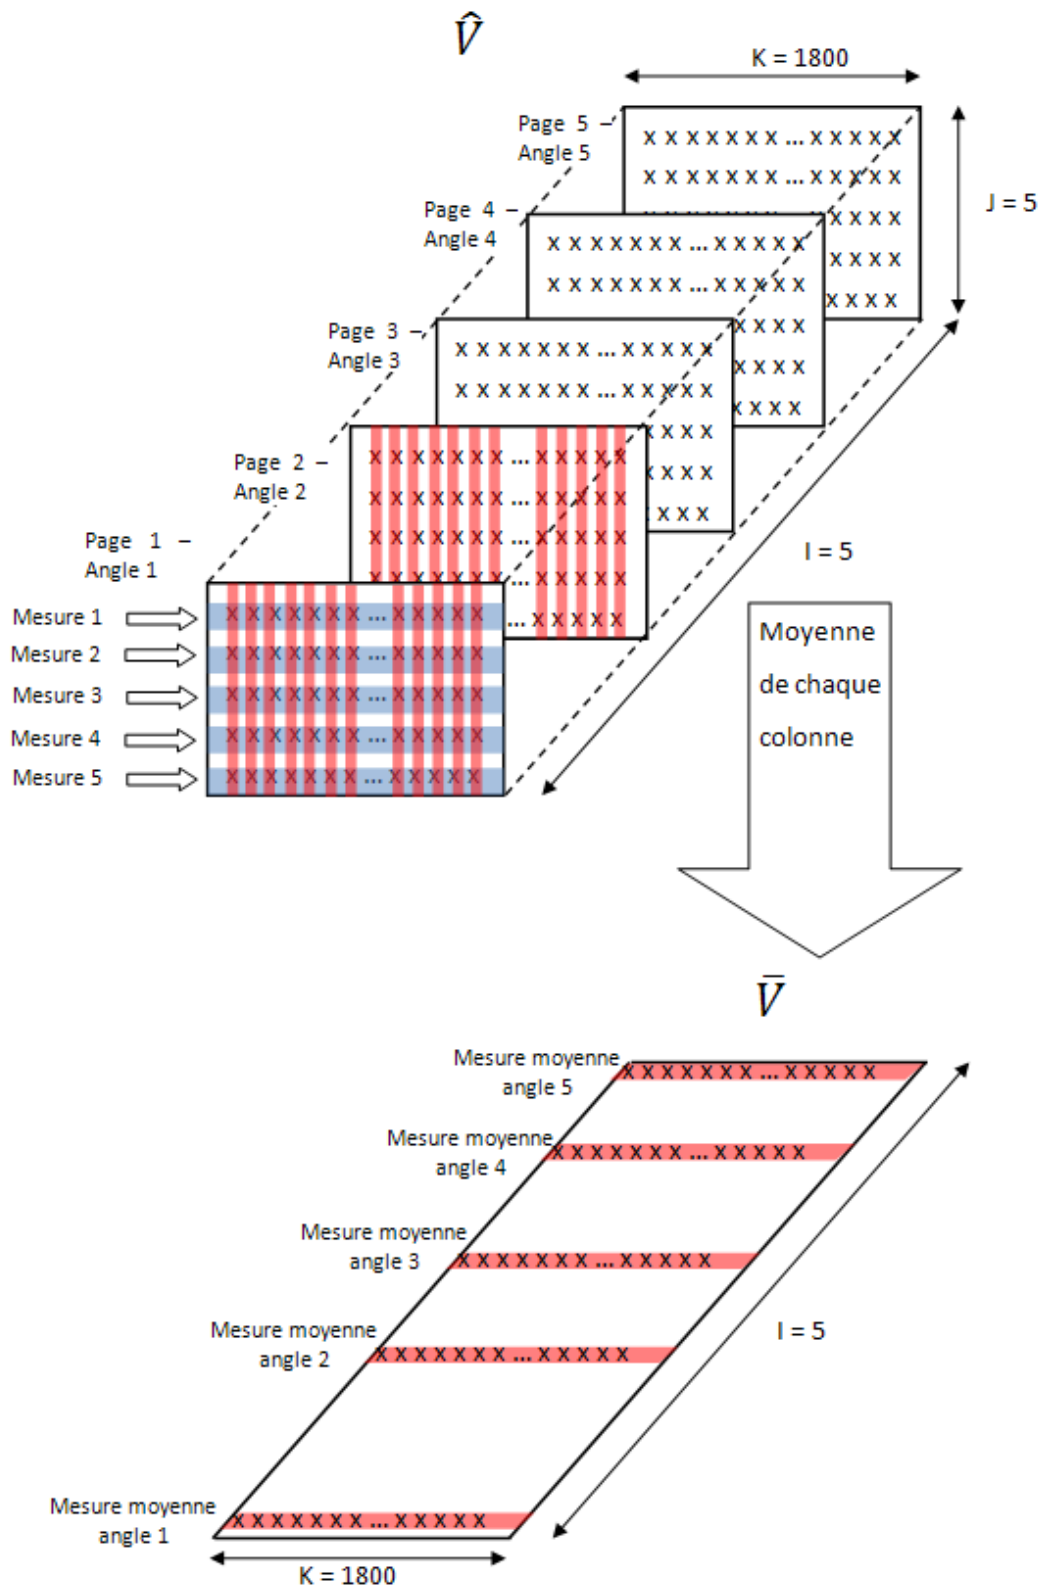 V̂
K = 1800
Page 5 –
Angle 5
x x x x x x x ... x x x x x
x x x x x x x ... x x x x x
J = 5
x x x x
x x x x
Page 4 –
Angle 4
x x x x x x x ... x x x x x
x x x x x x x ... x x x x x
x x x x
x x x x
x x x x
Page 3 –
Angle 3
x x x x x x x ... x x x x x
x x x x x x x ... x x x x x
x x x x
x x x x
x x x x
Page 2 –
Angle 2
x x x x x x x ... x x x x x
x x x x x x x ... x x x x x
x x x x x x x ... x x x x x
x x x x x x x ... x x x x x
... x x x x x
I = 5
Page 1 –
Angle 1
Mesure 1
x x x x x x x ... x x x x x
Mesure 2
x x x x x x x ... x x x x x
Mesure 3
x x x x x x x ... x x x x x
Mesure 4
x x x x x x x ... x x x x x
Mesure 5
x x x x x x x ... x x x x x
Moyenne
de chaque
colonne
V̄
Mesure moyenne
angle 5
x x x x x x x ... x x x x x
Mesure moyenne
angle 4
x x x x x x x ... x x x x x
Mesure moyenne
angle 3
x x x x x x x ... x x x x x
Mesure moyenne
angle 2
x x x x x x x ... x x x x x
I = 5
Mesure moyenne
angle 1
x x x x x x x ... x x x x x
K = 1800